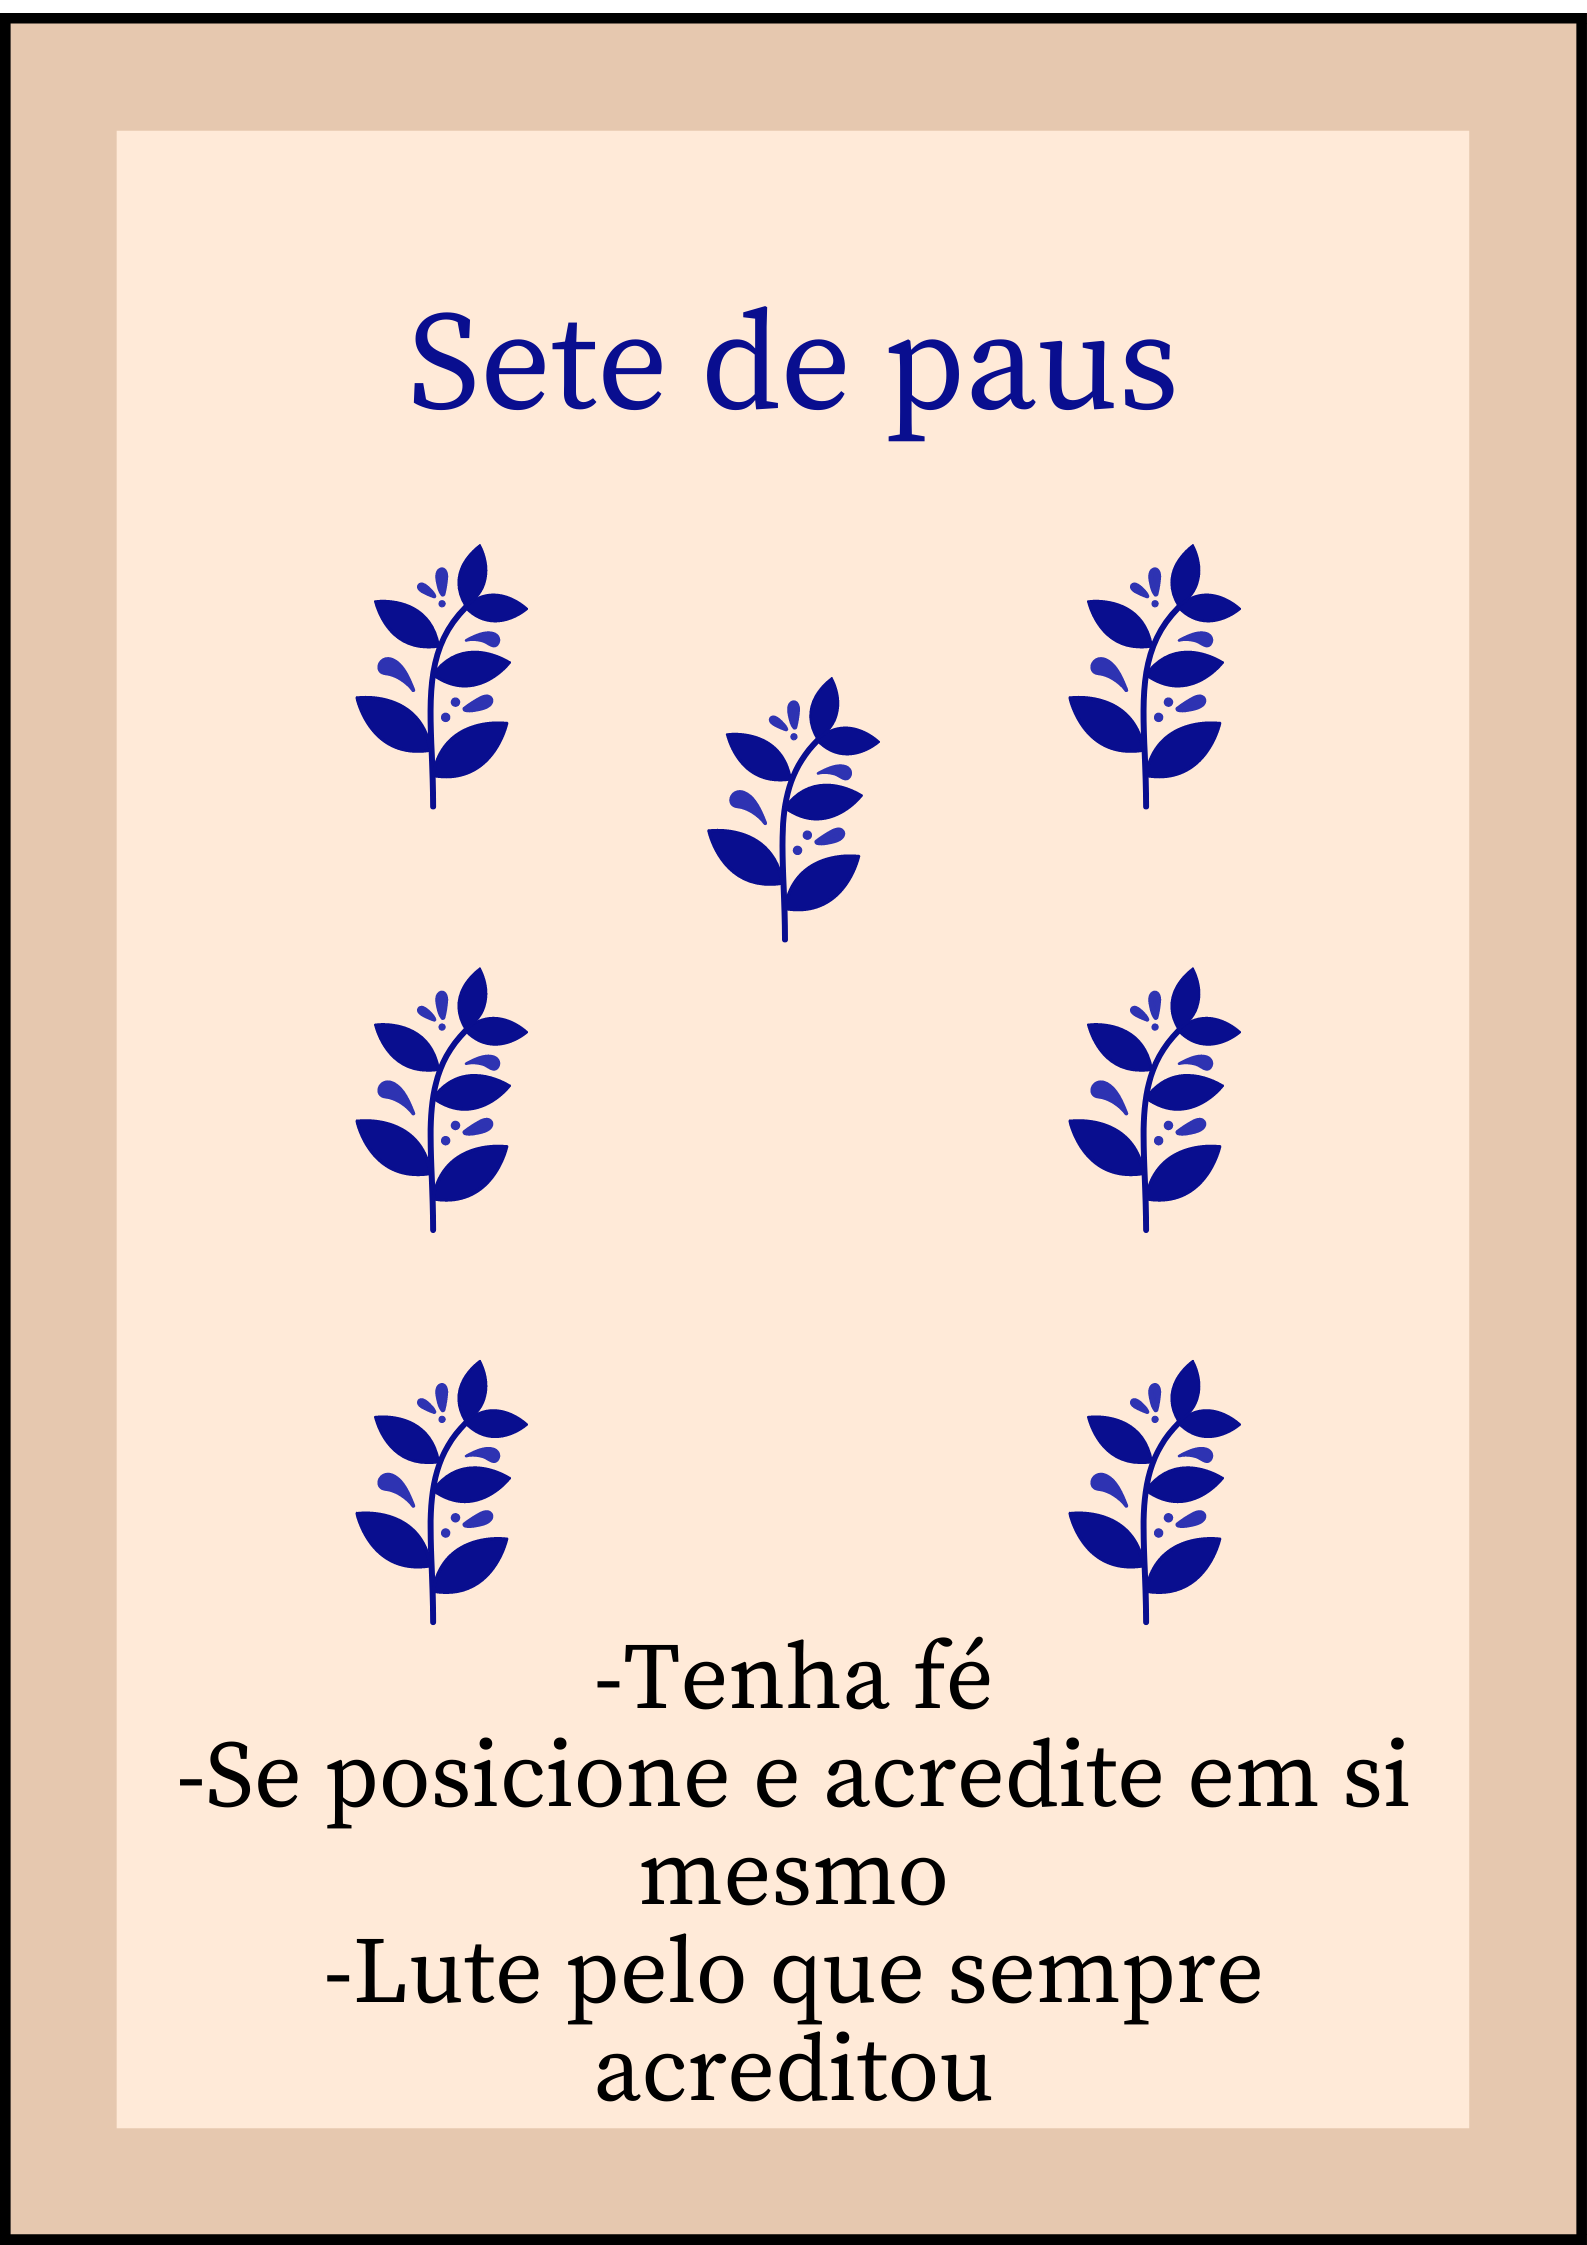 Sete de paus
-Tenha fé
-Se posicione e acredite em si
mesmo
-Lute pelo que sempre
acreditou